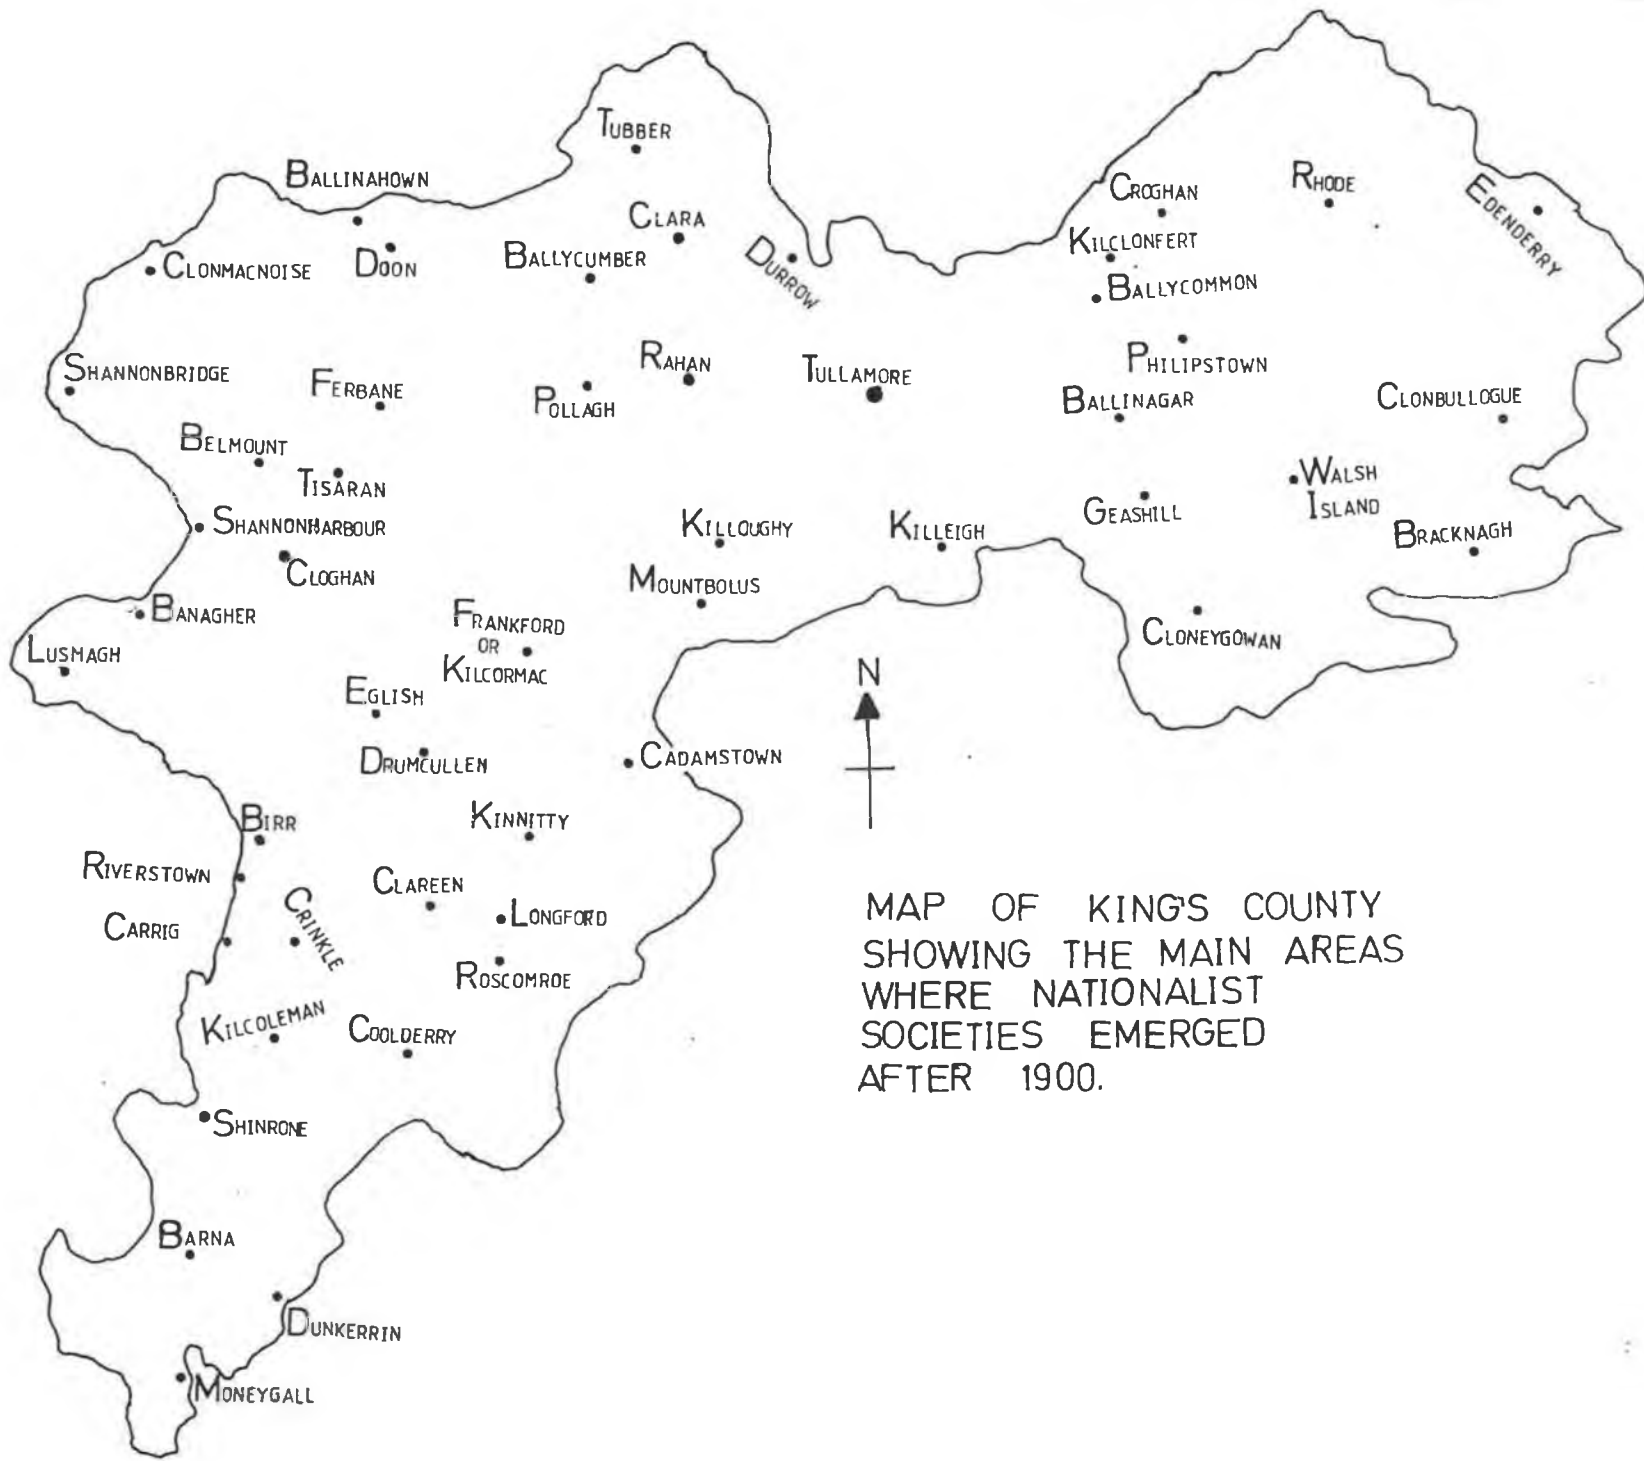 TUBBER
BALLINAHOWN
CROGHAN
RHODE
EDENDERRY
CLARA
KILCLONFERT
CLONMACNOISE
DOON
BALLYCUMBER
DURROW
BALLYCOMMON
SHANNONBRIDGE
FERBANE
POLLAGH
RAHAN
TULLAMORE
PHILIPSTOWN
BALLINAGAR
CLONBULLOGUE
BELMOUNT
TISARAN
WALSH
ISLAND
SHANNONHARBOUR
KILLOUGHY
KILLEIGH
GEASHILL
BRACKNAGH
CLOGHAN
MOUNTBOLUS
BANAGHER
FRANKFORD
OR
KILCORMAC
CLONEYGOWAN
LUSMAGH
EGLISH
N
DRUMCULLEN
CADAMSTOWN
BIRR
KINNITTY
RIVERSTOWN
CLAREEN
CRINKLE
LONGFORD
CARRIG
ROSCOMROE
KILCOLEMAN
COOLDERRY
SHINRONE
BARNA
DUNKERRIN
MONEYGALL
MAP OF KING'S COUNTY
SHOWING THE MAIN AREAS
WHERE NATIONALIST
SOCIETIES EMERGED
AFTER 1900.